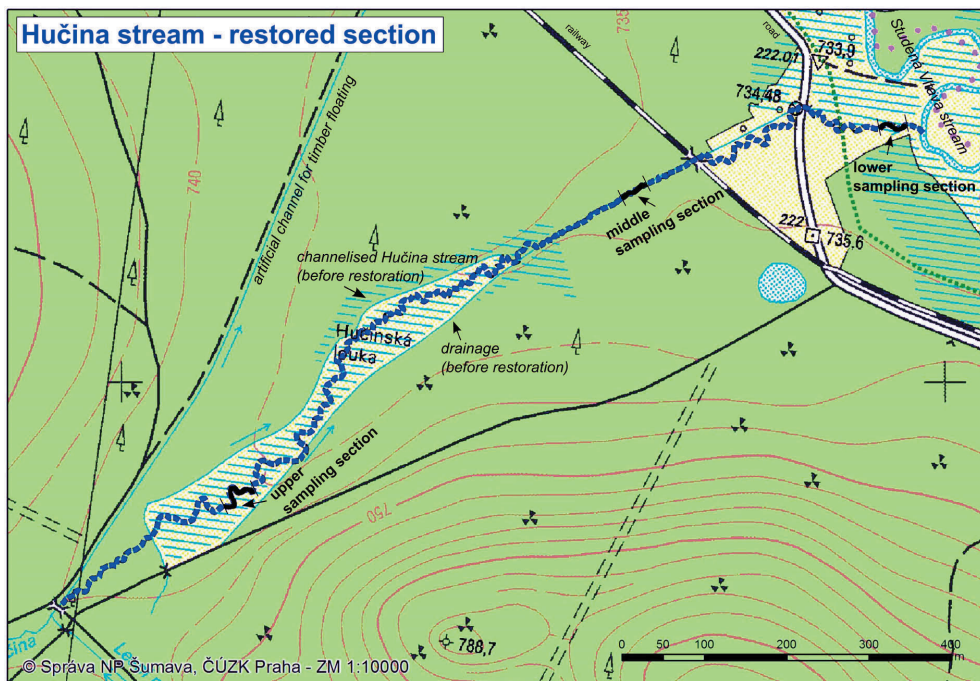 Hučina stream - restored section
railway
road
735
222.01
733,9
734,48
Studena Vltava stream
lower
sampling section
740
artificial channel for timber floating
middle
sampling section
222
735,6
channelised Hučina stream
(before restoration)
Hučinská
louka
drainage
(before restoration)
upper
sampling section
750
788,7
0 50 100 200 300 400
m
© Správa NP Šumava, ČÚZK Praha - ZM 1:10000